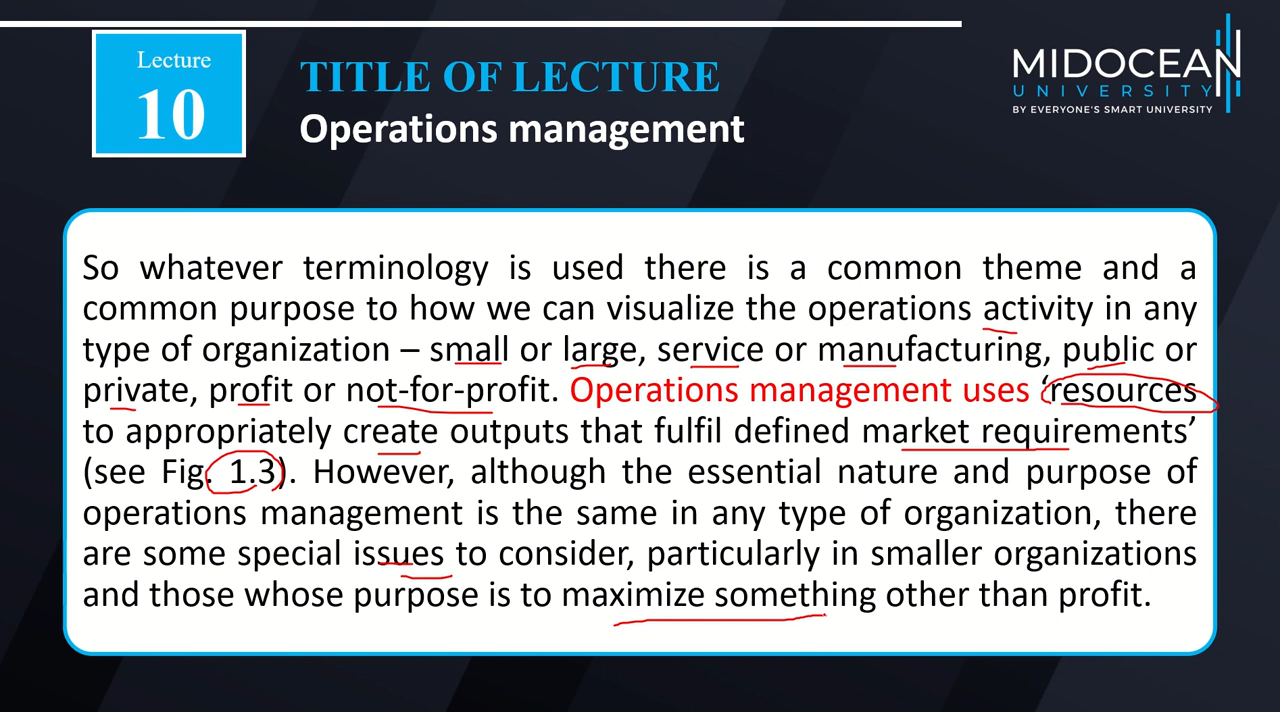 Lecture
10
TITLE OF LECTURE
Operations management
MIDOCEAN
UNIVERSITY
BY EVERYONE'S SMART UNIVERSITY
So whatever terminology is used there is a common theme and a
common purpose to how we can visualize the operations activity in any
type of organization – small or large, service or manufacturing, public or
private, profit or not-for-profit. Operations management uses ‘resources
to appropriately create outputs that fulfil defined market requirements’
(see Fig. 1.3). However, although the essential nature and purpose of
operations management is the same in any type of organization, there
are some special issues to consider, particularly in smaller organizations
and those whose purpose is to maximize something other than profit.